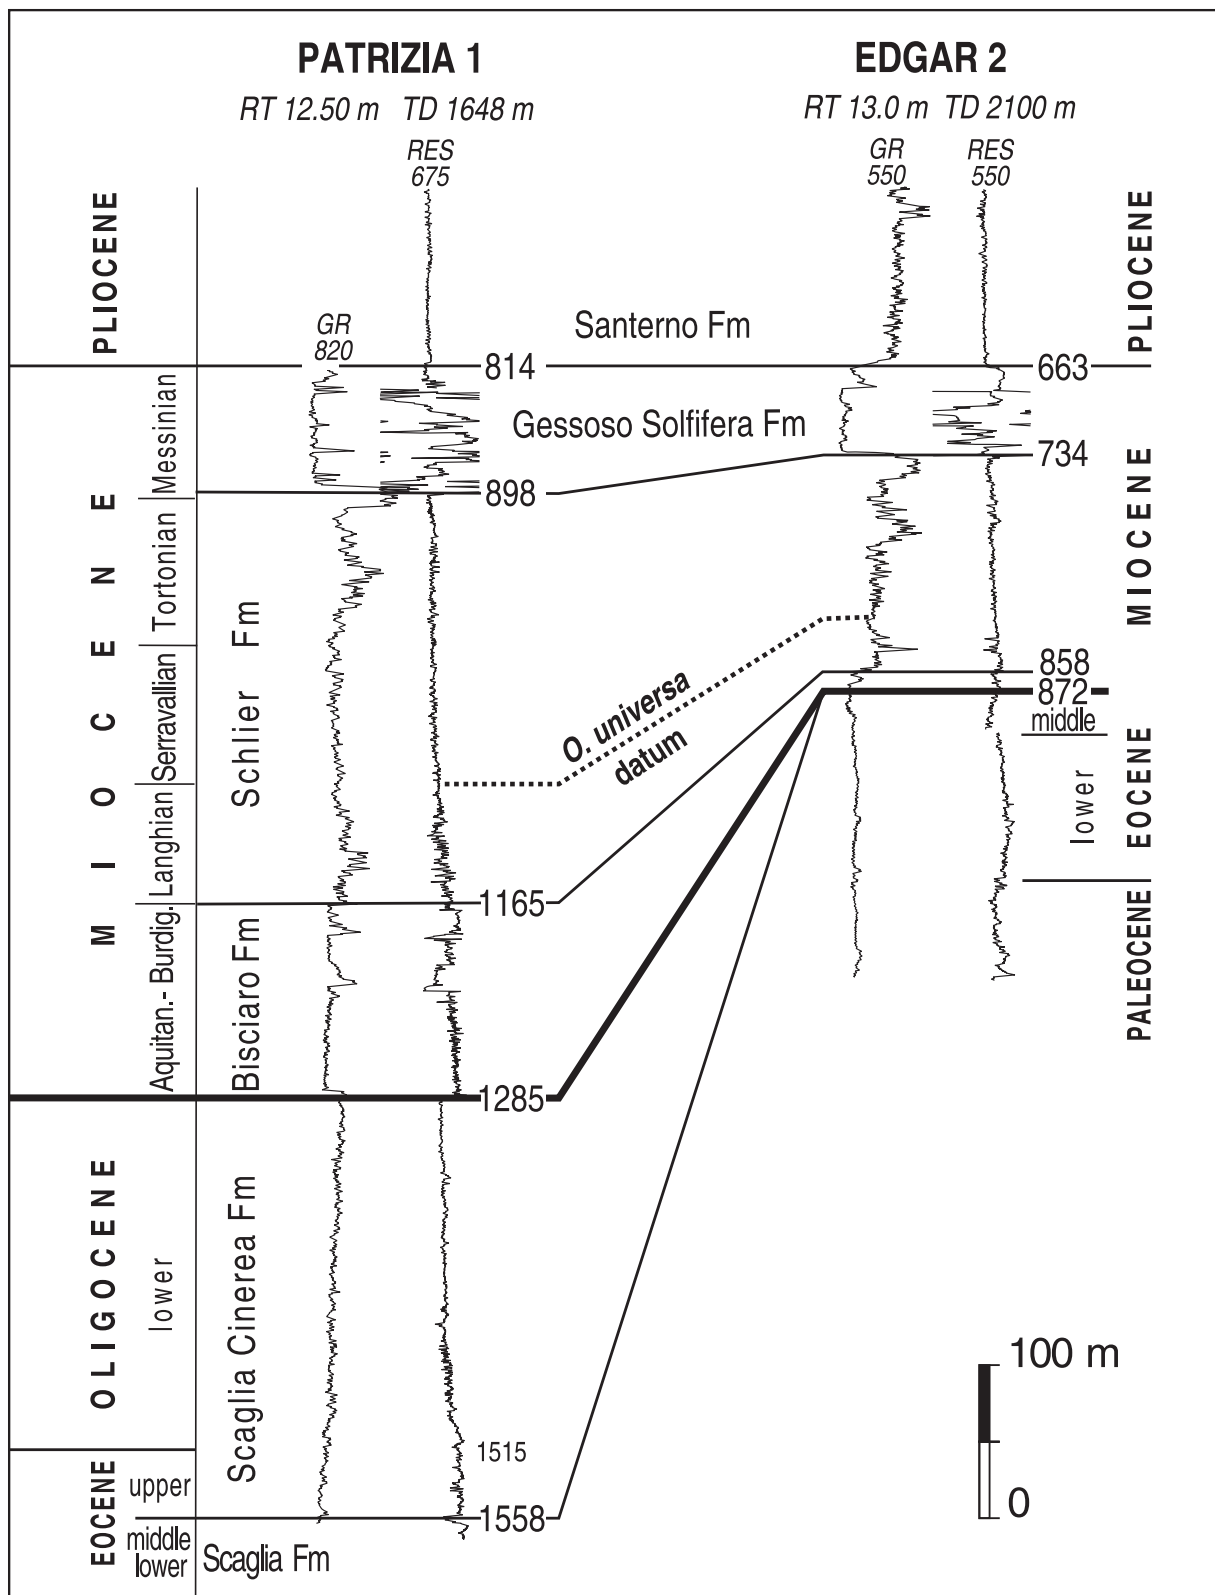 PATRIZIA 1
RT 12.50 m TD 1648 m
RES
675
GR
820
EDGAR 2
RT 13.0 m TD 2100 m
GR
550
RES
550
PLIOCENE
MIOCENE
OLIGOCENE
EOCENE
Messinian
Tortonian
Serravallian
Langhian
Aquitan.- Burdig.
lower
upper
middle
lower
Schlier Fm
Bisciaro Fm
Scaglia Cinerea Fm
Scaglia Fm
Santerno Fm
Gessoso Solfifera Fm
814
898
O. universa
datum
1165
1285
1515
1558
663
734
858
872
middle
lower
PLIOCENE
MIOCENE
EOCENE
PALEOCENE
100 m
0